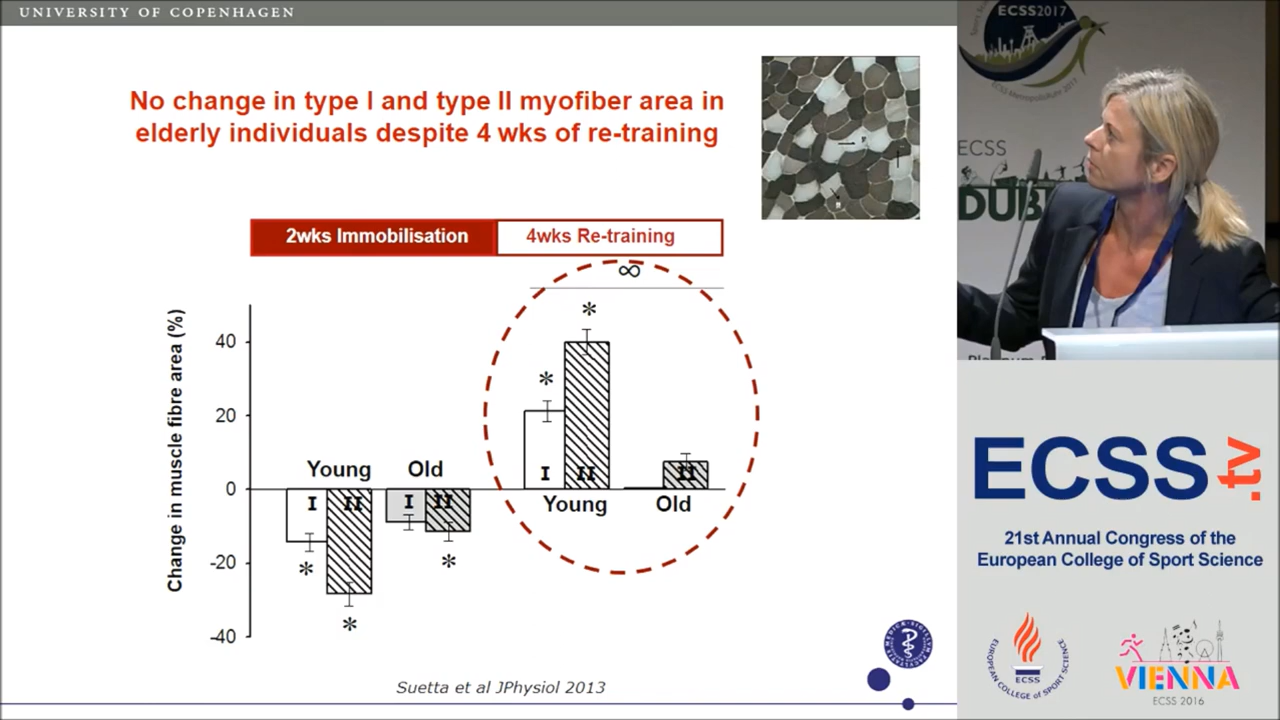 UNIVERSITY OF COPENHAGEN
No change in type I and type II myofiber area in
elderly individuals despite 4 wks of re-training
2wks Immobilisation
4wks Re-training
∞
*
*
Change in muscle fibre area (%)
40
20
0
-20
-40
Young
Old
I
II
I
II
*
*
*
I
II
II
Young
Old
Suetta et al JPhysiol 2013
ECSS2017
ECSS
DUB
ECSS.tv
21st Annual Congress of the
European College of Sport Science
EUROPEAN COLLEGE OF SPORT SCIENCE
ECSS
VIENNA
ECSS 2016